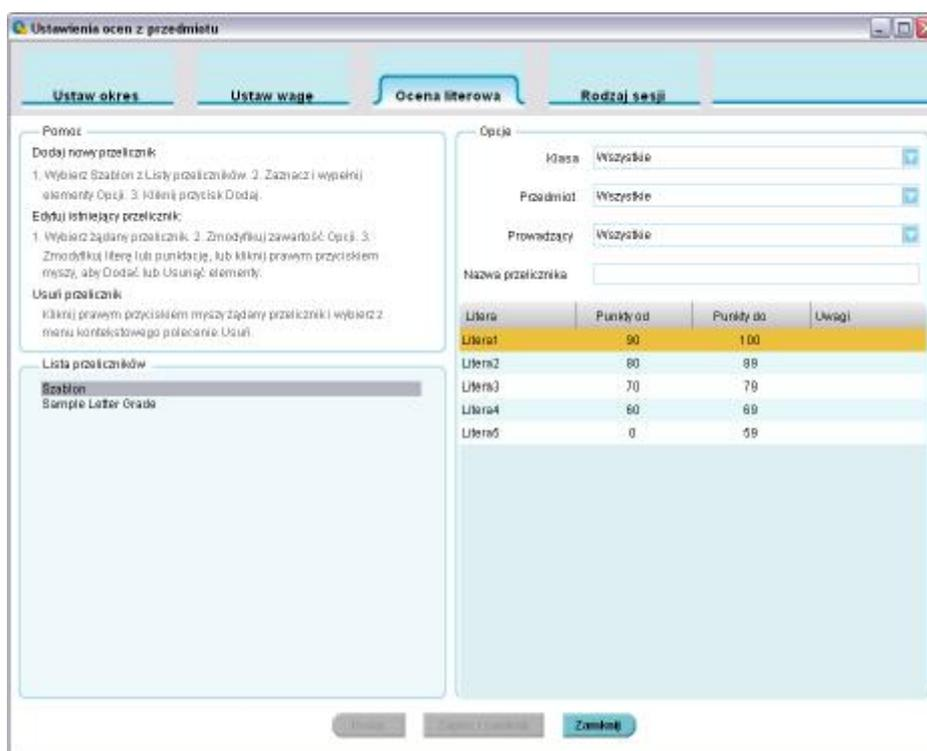 Ustawienia ocen z przedmiotu
Ustaw okres
Ustaw wagę
Ocena literowa
Rodzaj sesji
Pomoc
Dodaj nowy przelicznik
1. Wybierz Szablon z Listy przeliczników. 2. Zaznacz i wypełnij
elementy Opcji. 3. Kliknij przycisk Dodaj.
Edytuj istniejący przelicznik:
1. Wybierz żądany przelicznik. 2. Zmodyfikuj zawartość Opcji. 3.
Zmodyfikuj literę lub punktację, lub kliknij prawym przyciskiem
myszy, aby Dodać lub Usunąć elementy.
Usuń przelicznik
Kliknij prawym przyciskiem myszy żądany przelicznik i wybierz z
menu kontekstowego polecenie Usuń.
Lista przeliczników
Szablon
Sample Letter Grade
Opcje
Klasa Wszystkie
Przedmiot Wszystkie
Prowadzący Wszystkie
Nazwa przelicznika
Litera Punkty od Punkty do Uwagi
Litera1 90 100
Litera2 80 89
Litera3 70 79
Litera4 60 69
Litera5 0 59
Zamknij